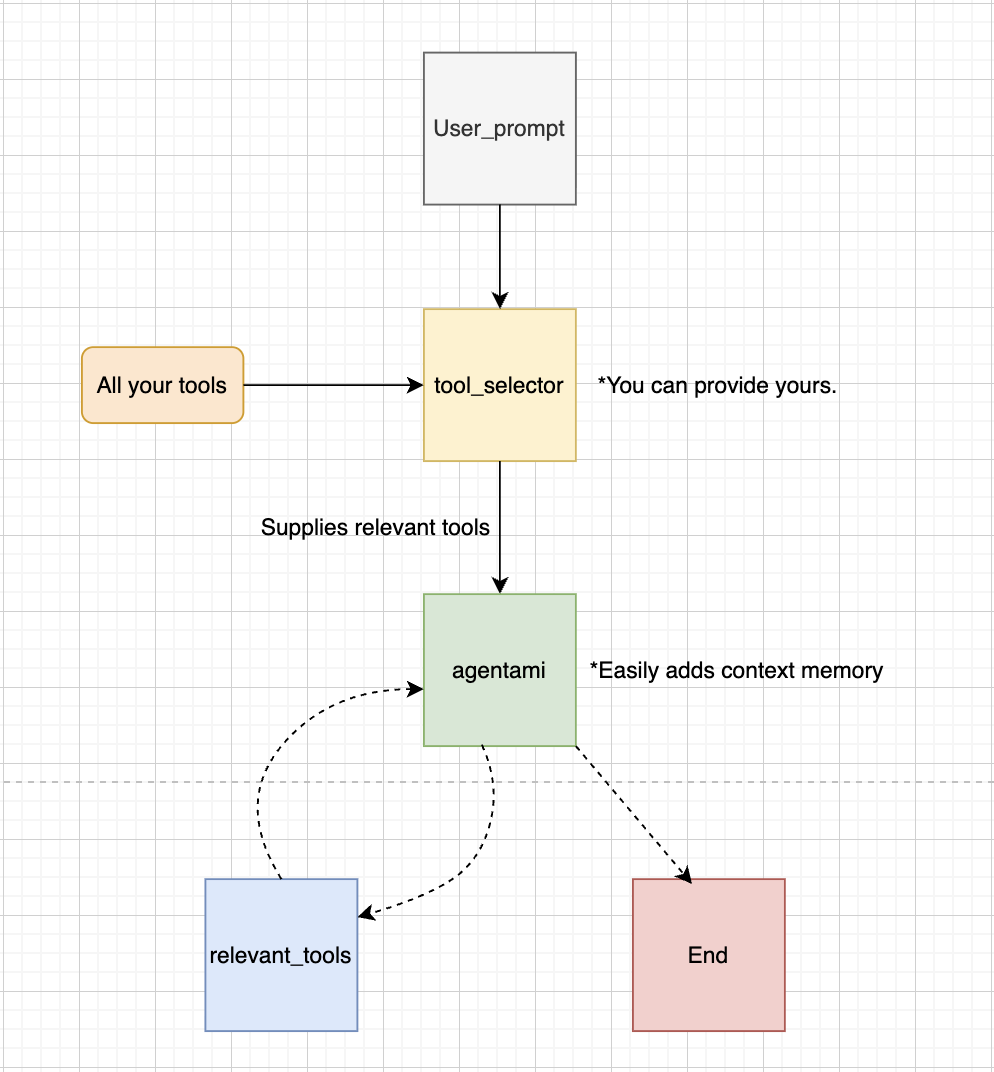 User_prompt
All your tools
tool_selector
*You can provide yours.
Supplies relevant tools
agentami
*Easily adds context memory
relevant_tools
End